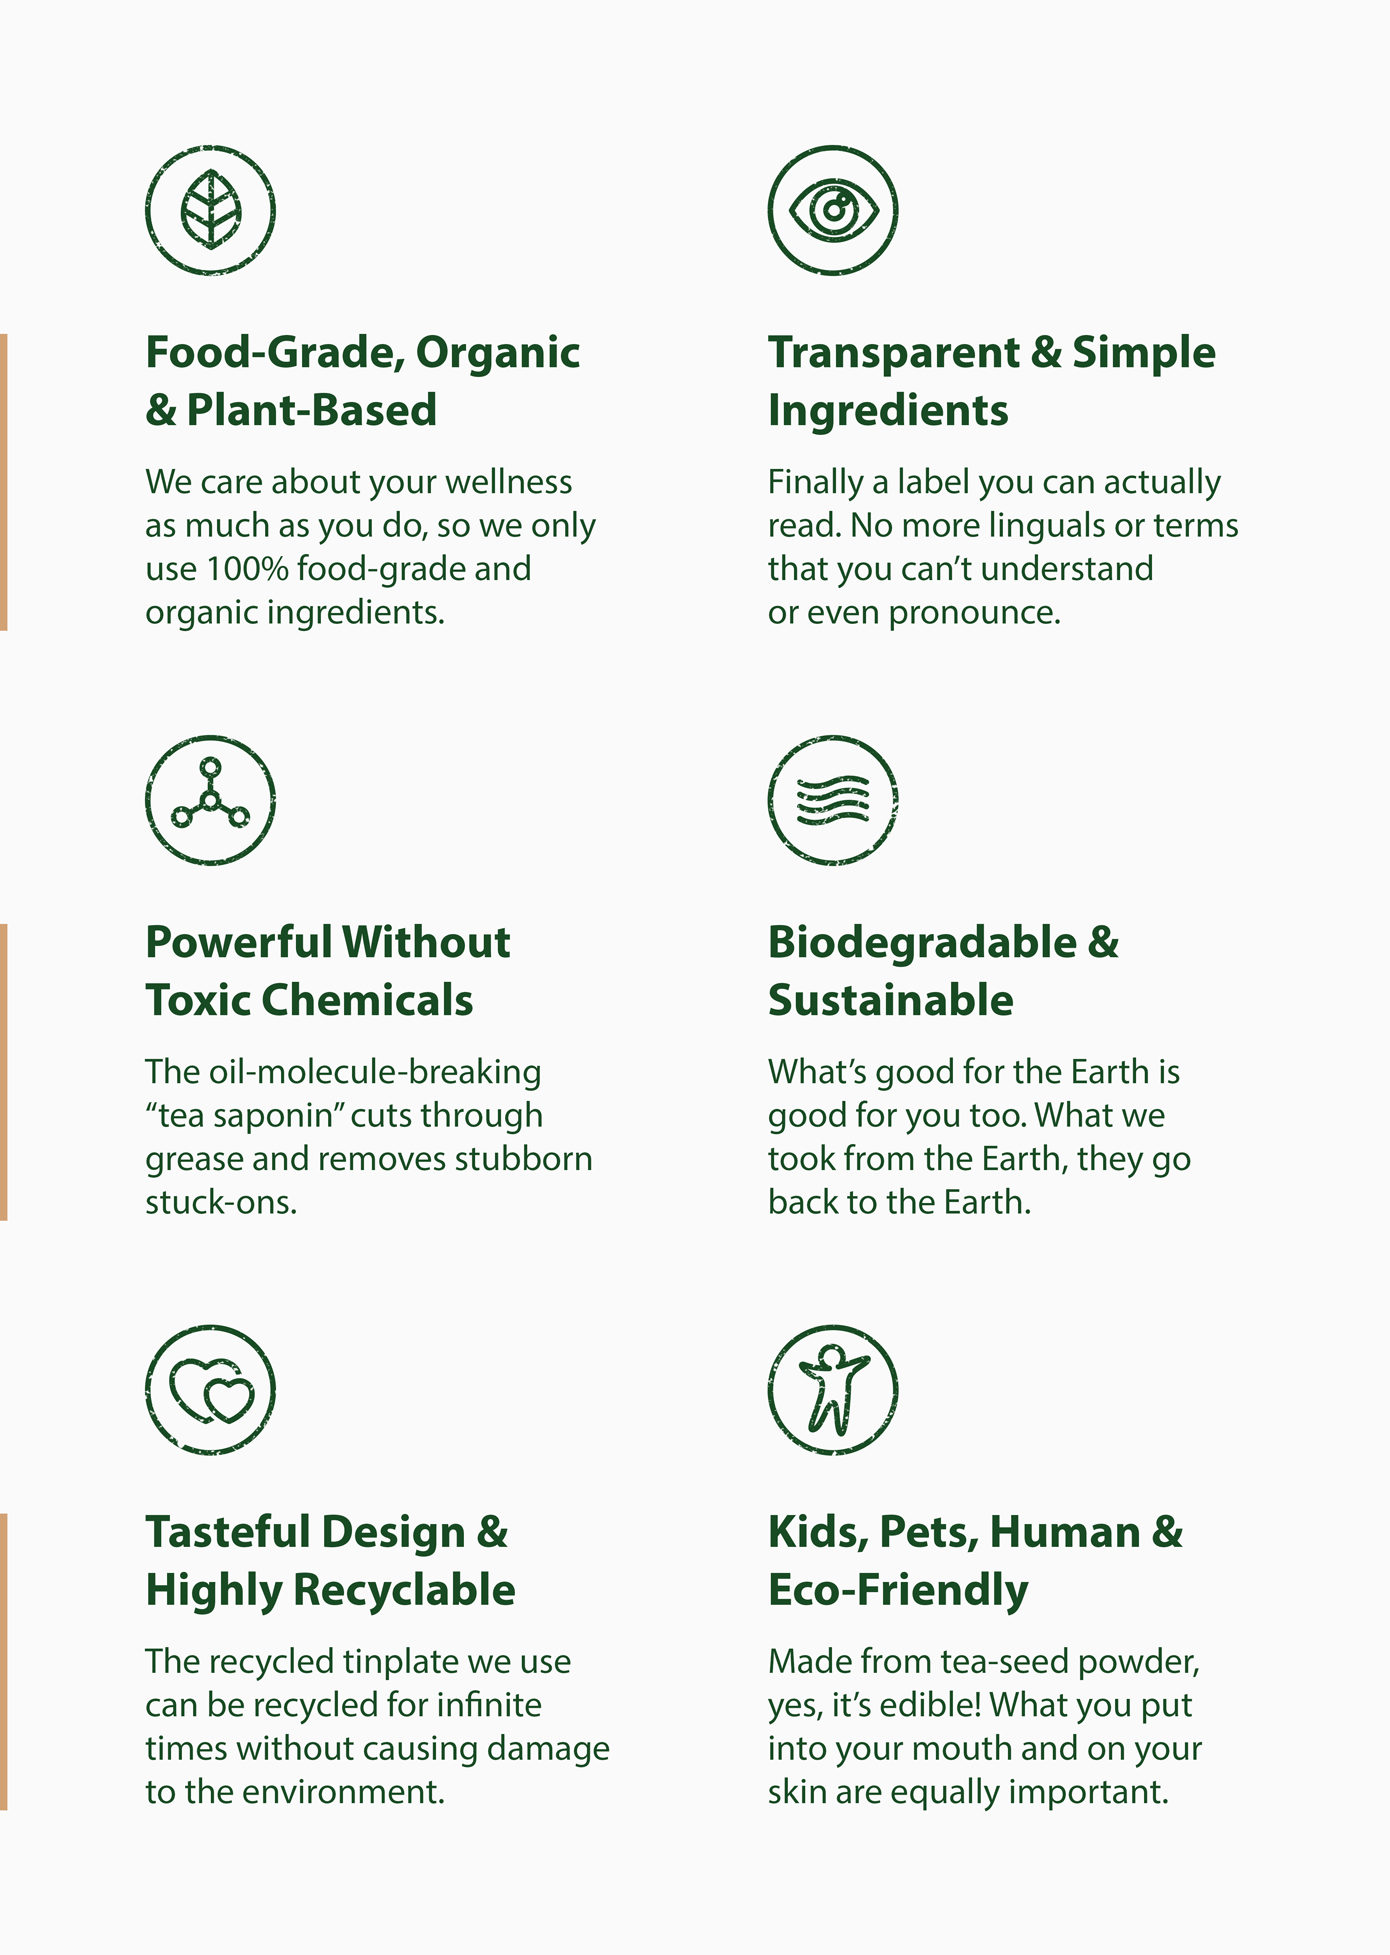 Food-Grade, Organic
& Plant-Based
We care about your wellness
as much as you do, so we only
use 100% food-grade and
organic ingredients.
Transparent & Simple
Ingredients
Finally a label you can actually
read. No more linguals or terms
that you can’t understand
or even pronounce.
Powerful Without
Toxic Chemicals
The oil-molecule-breaking
“tea saponin” cuts through
grease and removes stubborn
stuck-ons.
Biodegradable &
Sustainable
What’s good for the Earth is
good for you too. What we
took from the Earth, they go
back to the Earth.
Tasteful Design &
Highly Recyclable
The recycled tinplate we use
can be recycled for infinite
times without causing damage
to the environment.
Kids, Pets, Human &
Eco-Friendly
Made from tea-seed powder,
yes, it’s edible! What you put
into your mouth and on your
skin are equally important.